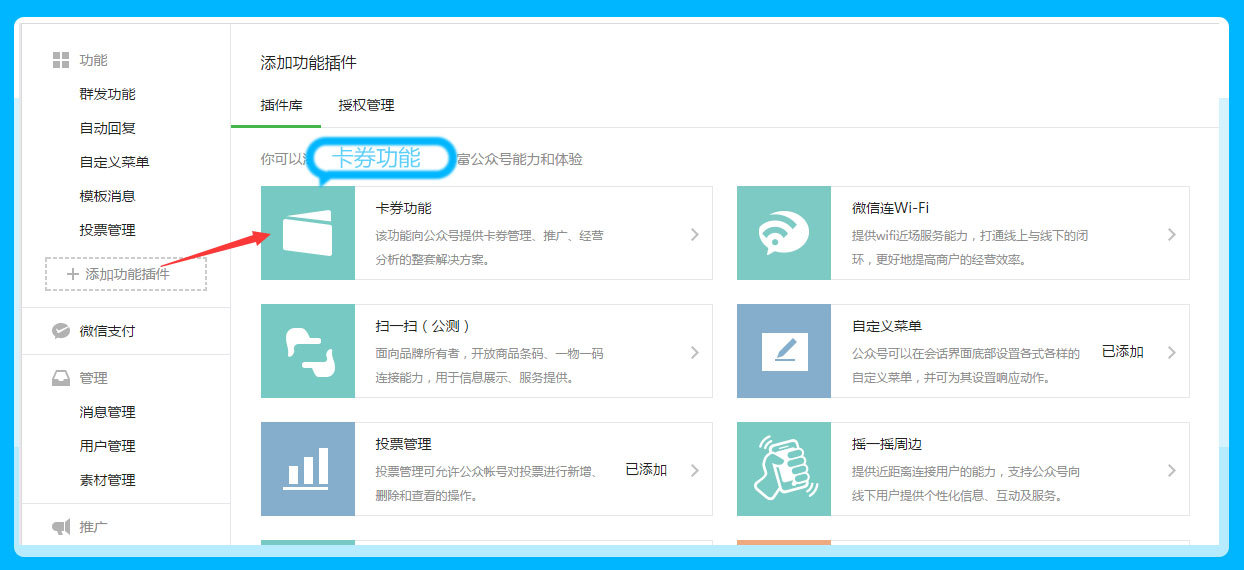 功能
群发功能
自动回复
自定义菜单
模板消息
投票管理
+ 添加功能插件
微信支付
管理
消息管理
用户管理
素材管理
推广
添加功能插件
插件库 授权管理
你可以 富公众号能力和体验
卡券功能
卡券功能
该功能向公众号提供卡券管理、推广、经营
分析的整套解决方案。
微信连Wi-Fi
提供wifi近场服务能力，打通线上与线下的闭
环，更好地提高商户的经营效率。
扫一扫（公测）
面向品牌所有者，开放商品条码、一物一码
连接能力，用于信息展示、服务提供。
自定义菜单
公众号可以在会话界面底部设置各式各样的
自定义菜单，并可为其设置响应动作。
已添加
投票管理
投票管理可允许公众帐号对投票进行新增、
删除和查看的操作。
已添加
摇一摇周边
提供近距离连接用户的能力，支持公众号向
线下用户提供个性化信息、互动及服务。